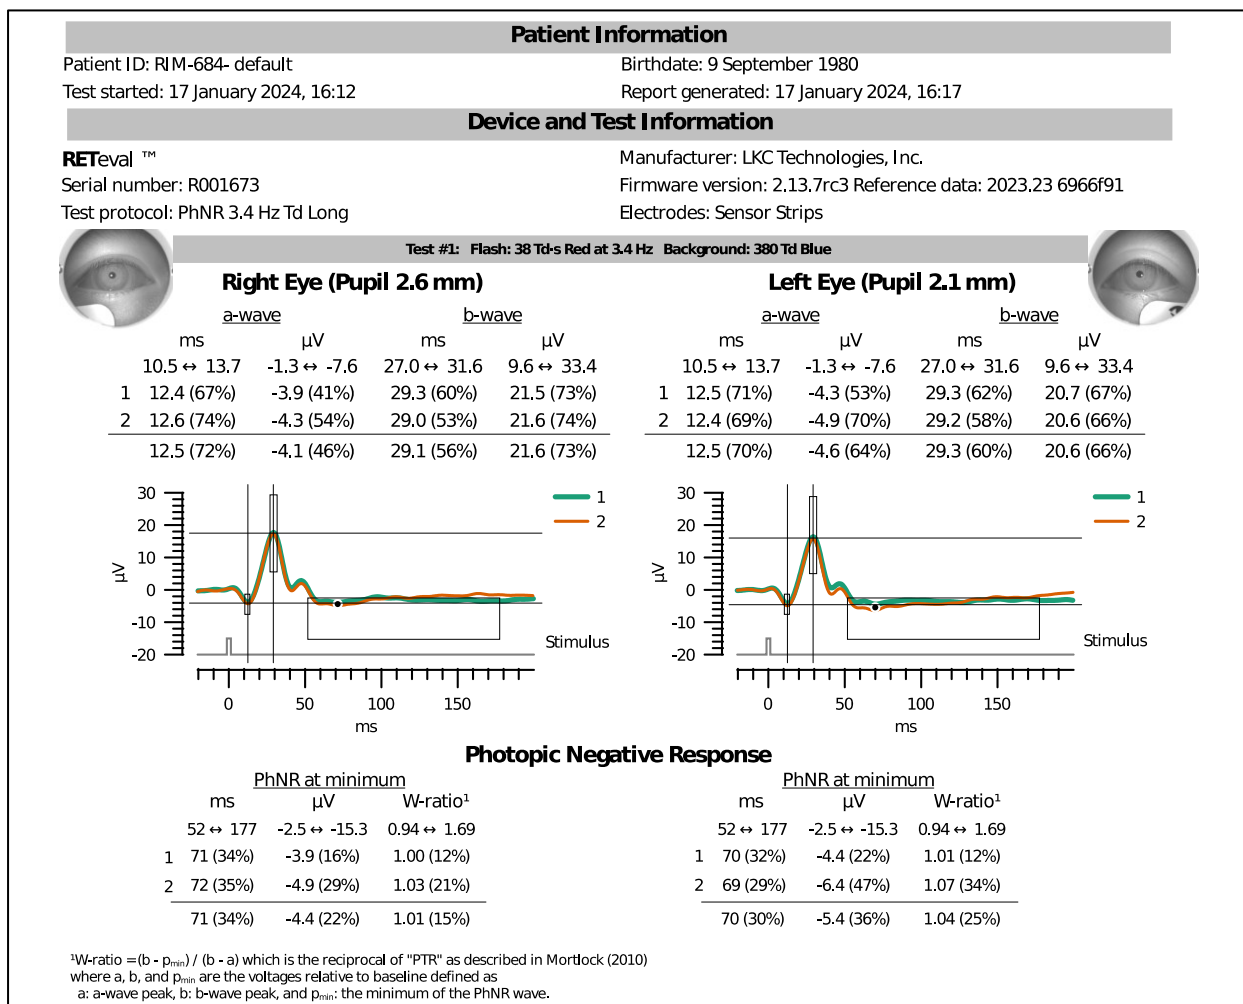 Patient Information
Patient ID: RIM-684- default
Birthdate: 9 September 1980
Test started: 17 January 2024, 16:12
Report generated: 17 January 2024, 16:17
Device and Test Information
RETeval ™
Manufacturer: LKC Technologies, Inc.
Serial number: R001673
Firmware version: 2.13.7rc3 Reference data: 2023.23 6966f91
Test protocol: PhNR 3.4 Hz Td Long
Electrodes: Sensor Strips
Test #1: Flash: 38 Td·s Red at 3.4 Hz Background: 380 Td Blue
Right Eye (Pupil 2.6 mm)
a-wave b-wave
ms µV ms µV
10.5 ↔ 13.7 -1.3 ↔ -7.6 27.0 ↔ 31.6 9.6 ↔ 33.4
1 12.4 (67%) -3.9 (41%) 29.3 (60%) 21.5 (73%)
2 12.6 (74%) -4.3 (54%) 29.0 (53%) 21.6 (74%)
12.5 (72%) -4.1 (46%) 29.1 (56%) 21.6 (73%)
Left Eye (Pupil 2.1 mm)
a-wave b-wave
ms µV ms µV
10.5 ↔ 13.7 -1.3 ↔ -7.6 27.0 ↔ 31.6 9.6 ↔ 33.4
1 12.5 (71%) -4.3 (53%) 29.3 (62%) 20.7 (67%)
2 12.4 (69%) -4.9 (70%) 29.2 (58%) 20.6 (66%)
12.5 (70%) -4.6 (64%) 29.3 (60%) 20.6 (66%)
30
20
10
0
-10
-20
µV
1
2
Stimulus
0 50 100 150
ms
30
20
10
0
-10
-20
µV
1
2
Stimulus
0 50 100 150
ms
Photopic Negative Response
PhNR at minimum
ms µV W-ratio¹
52 ↔ 177 -2.5 ↔ -15.3 0.94 ↔ 1.69
1 71 (34%) -3.9 (16%) 1.00 (12%)
2 72 (35%) -4.9 (29%) 1.03 (21%)
71 (34%) -4.4 (22%) 1.01 (15%)
PhNR at minimum
ms µV W-ratio¹
52 ↔ 177 -2.5 ↔ -15.3 0.94 ↔ 1.69
1 70 (32%) -4.4 (22%) 1.01 (12%)
2 69 (29%) -6.4 (47%) 1.07 (34%)
70 (30%) -5.4 (36%) 1.04 (25%)
¹W-ratio = (b - pmin) / (b - a) which is the reciprocal of "PTR" as described in Mortlock (2010)
where a, b, and pmin are the voltages relative to baseline defined as
a: a-wave peak, b: b-wave peak, and pmin: the minimum of the PhNR wave.